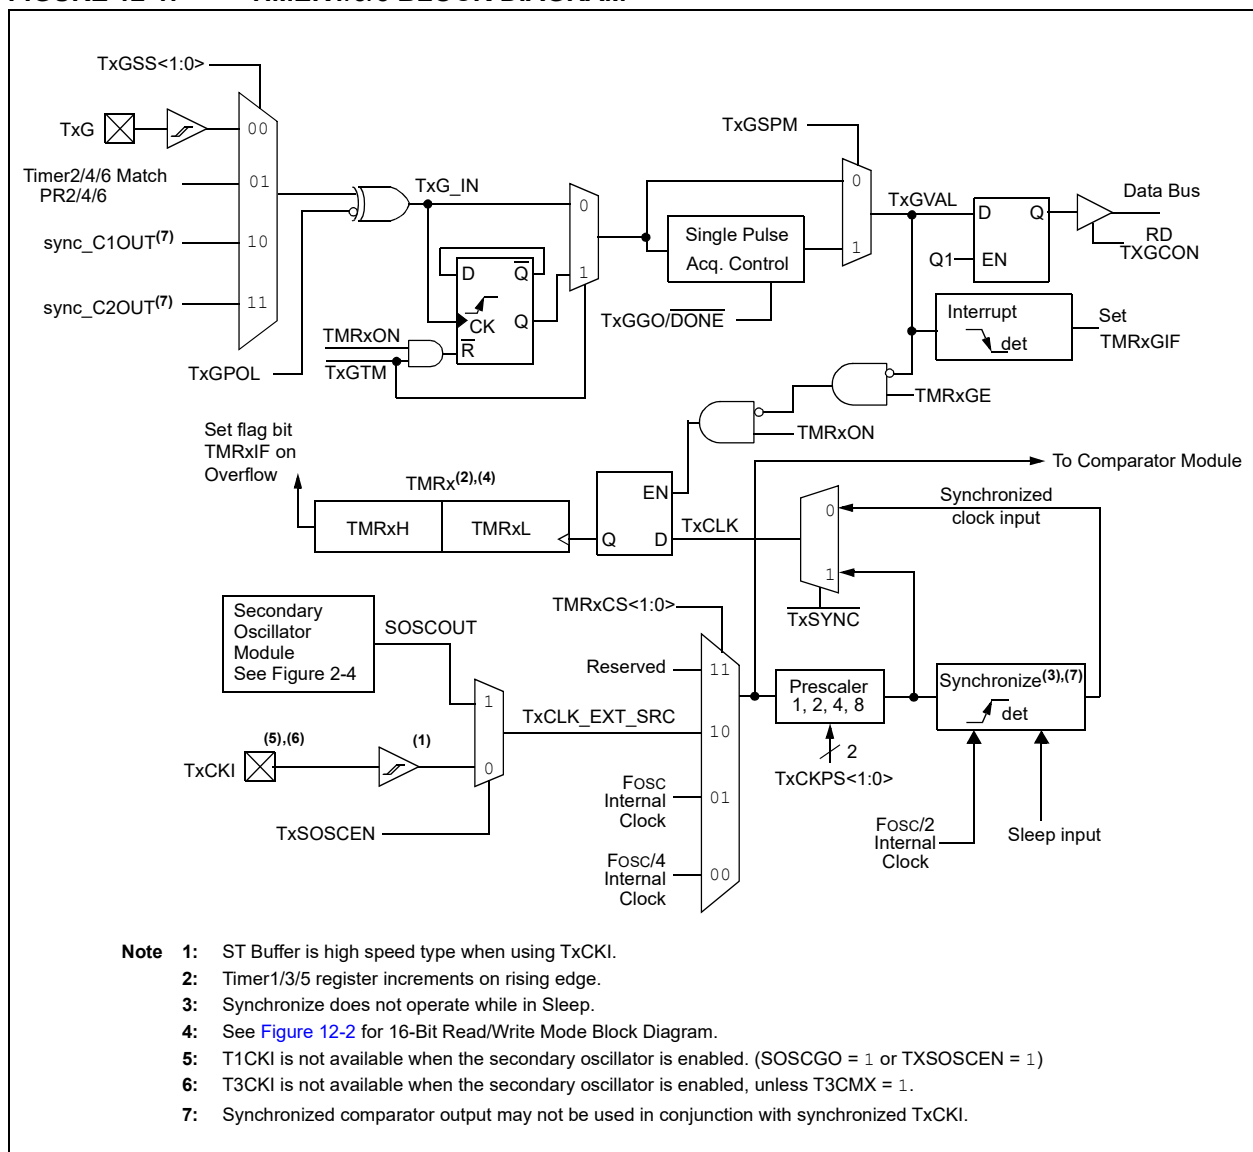 TxGSS<1:0>
TxG
00
TxGSPM
Timer2/4/6 Match
PR2/4/6
01
TxG_IN
0
0
TxGVAL
D
Q
Data Bus
sync_C1OUT(7)
10
D
Q
1
Single Pulse
Acq. Control
1
Q1
EN
RD
TXGCON
sync_C2OUT(7)
11
CK
Q
TxGGO/DONE
Interrupt
det
Set
TMRxGIF
TMRxON
R
TxGTM
TxGPOL
TMRxGE
TMRxON
Set flag bit
TMRxIF on
Overflow
To Comparator Module
TMRx(2),(4)
EN
Synchronized
clock input
TMRxH
TMRxL
Q
D
TxCLK
0
1
TxSYNC
Secondary
Oscillator
Module
See Figure 2-4
SOSCOUT
TMRxCS<1:0>
Reserved
11
Prescaler
1, 2, 4, 8
Synchronize(3),(7)
det
1
TxCLK_EXT_SRC
10
(5),(6)
(1)
TxCKI
0
2
TxCKPS<1:0>
FOSC
Internal
Clock
01
TxSOSCEN
FOSC/2
Internal
Clock
Sleep input
FOSC/4
Internal
Clock
00
Note 1: ST Buffer is high speed type when using TxCKI.
2: Timer1/3/5 register increments on rising edge.
3: Synchronize does not operate while in Sleep.
4: See Figure 12-2 for 16-Bit Read/Write Mode Block Diagram.
5: T1CKI is not available when the secondary oscillator is enabled. (SOSCGO = 1 or TXSOSCEN = 1)
6: T3CKI is not available when the secondary oscillator is enabled, unless T3CMX = 1.
7: Synchronized comparator output may not be used in conjunction with synchronized TxCKI.